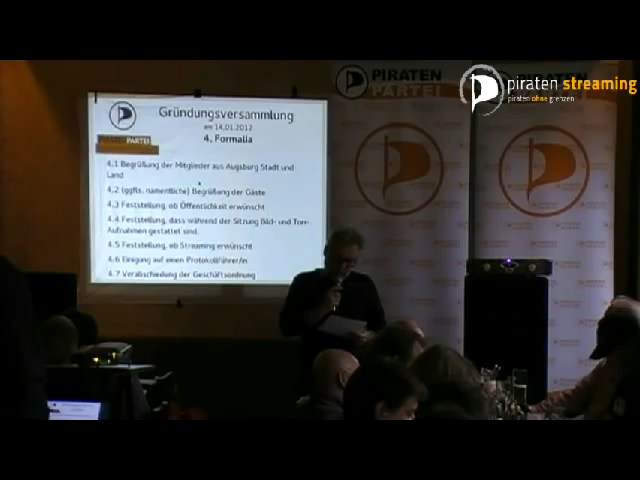 PIRATEN
PARTEI
piraten streaming
piraten ohne grenzen
Gründungsversammlung
am 14.01.2012
4. Formalia
PIRATENPARTEI
4.1 Begrüßung der Mitglieder aus Augsburg Stadt und
Land
4.2 (ggfls. namentliche) Begrüßung der Gäste
4.3 Feststellung, ob Öffentlichkeit erwünscht
4.4 Feststellung, dass während der Sitzung Bild- und Ton-
Aufnahmen gestattet sind.
4.5 Feststellung, ob Streaming erwünscht
4.6 Einigung auf einen Protokollführer/in
4.7 Verabschiedung der Geschäftsordnung